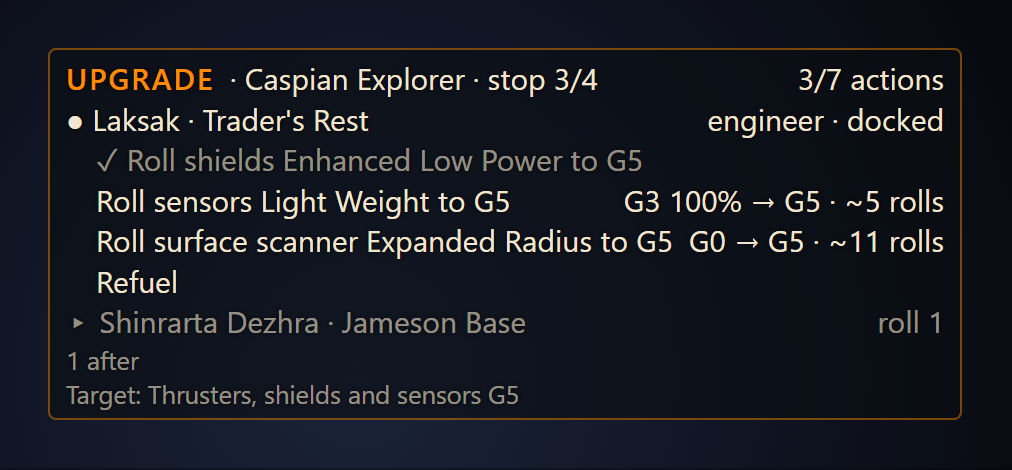 UPGRADE · Caspian Explorer · stop 3/4 3/7 actions
● Laksak · Trader's Rest engineer · docked
✓ Roll shields Enhanced Low Power to G5
Roll sensors Light Weight to G5 G3 100% → G5 · ~5 rolls
Roll surface scanner Expanded Radius to G5 G0 → G5 · ~11 rolls
Refuel
▸ Shinrarta Dezhra · Jameson Base roll 1
1 after
Target: Thrusters, shields and sensors G5